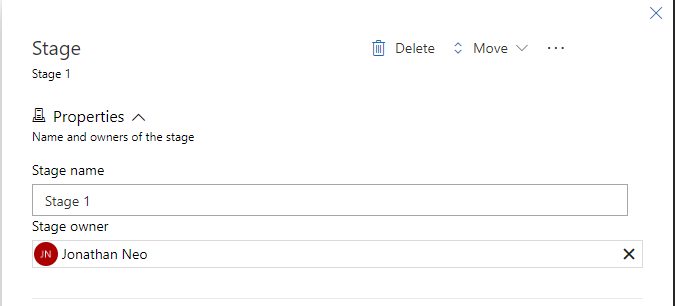 Stage
Delete
Move
Stage 1
Properties
Name and owners of the stage
Stage name
Stage 1
Stage owner
JN Jonathan Neo